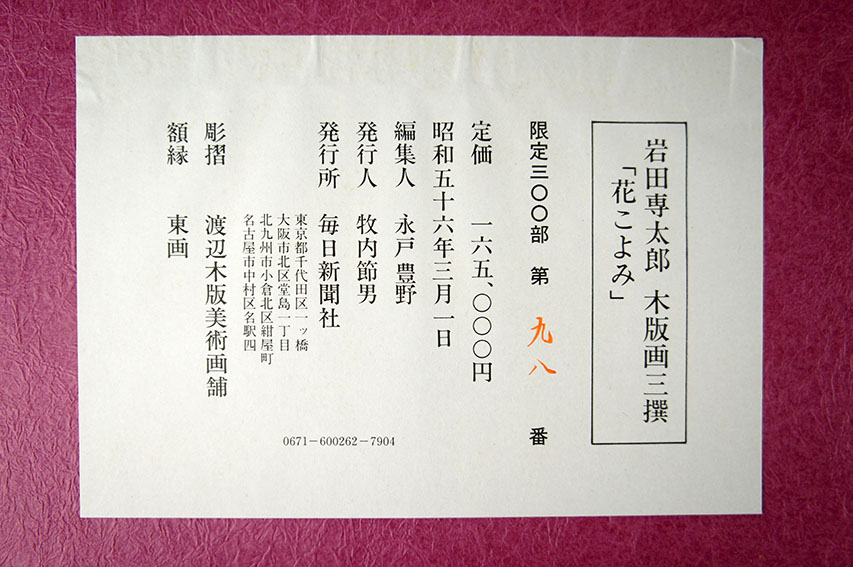 岩田専太郎 木版画三撰
「花こよみ」
限定三〇〇部 第 九八 番
定価 一六五、〇〇〇円
昭和五十六年三月一日
編集人 永戸豊野
発行人 牧内節男
発行所 毎日新聞社
東京都千代田区一ッ橋
大阪市北区堂島一丁目
北九州市小倉北区紺屋町
名古屋市中村区名駅四
彫摺 渡辺木版美術画舗
額縁 東画
0671-600262-7904